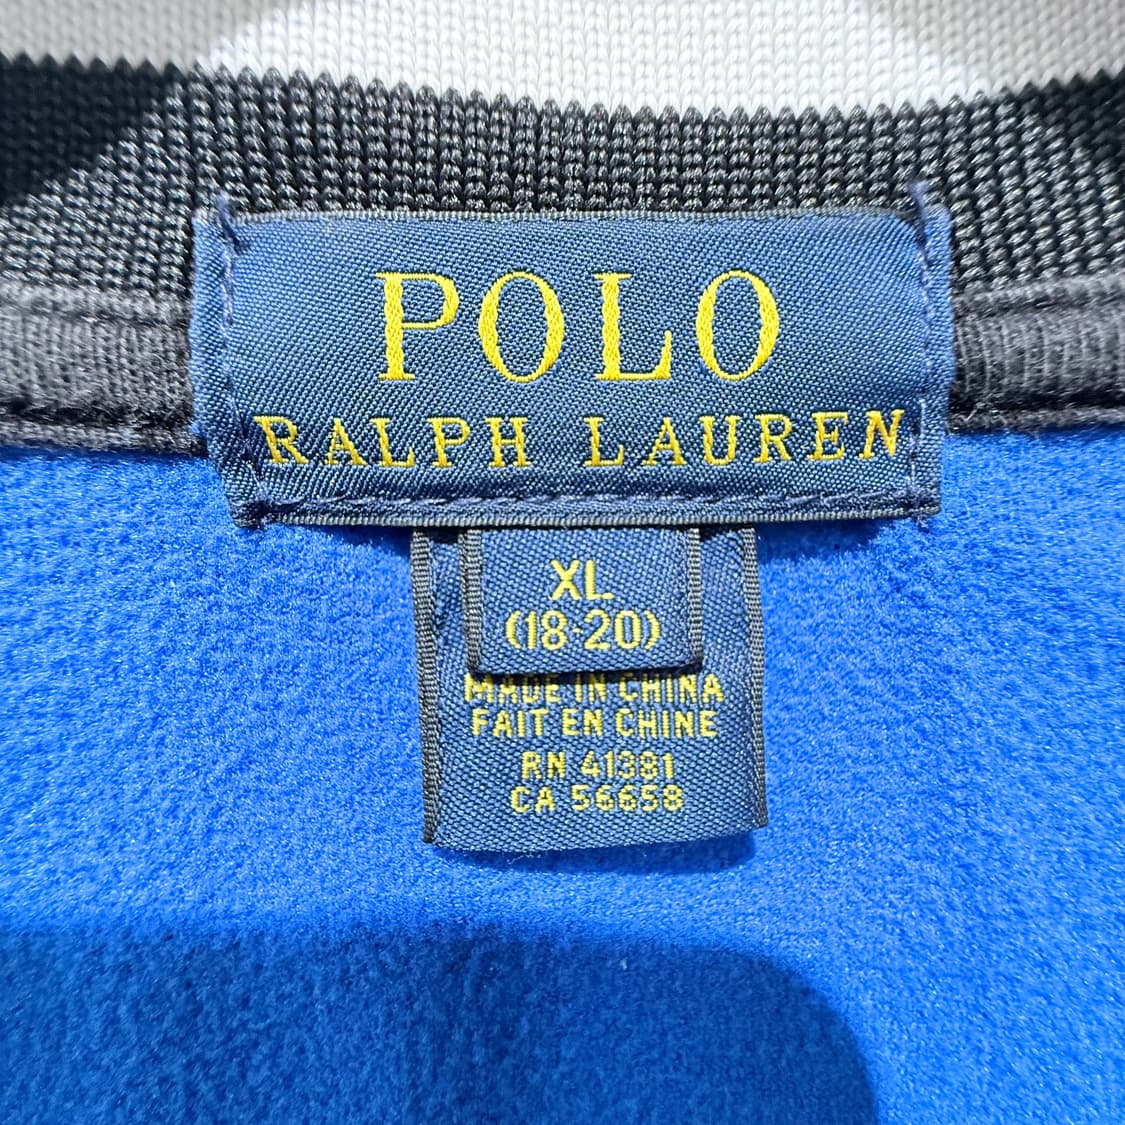 POLO
RALPH LAUREN
XL
(18-20)
MADE IN CHINA
FAIT EN CHINE
RN 41381
CA 56658